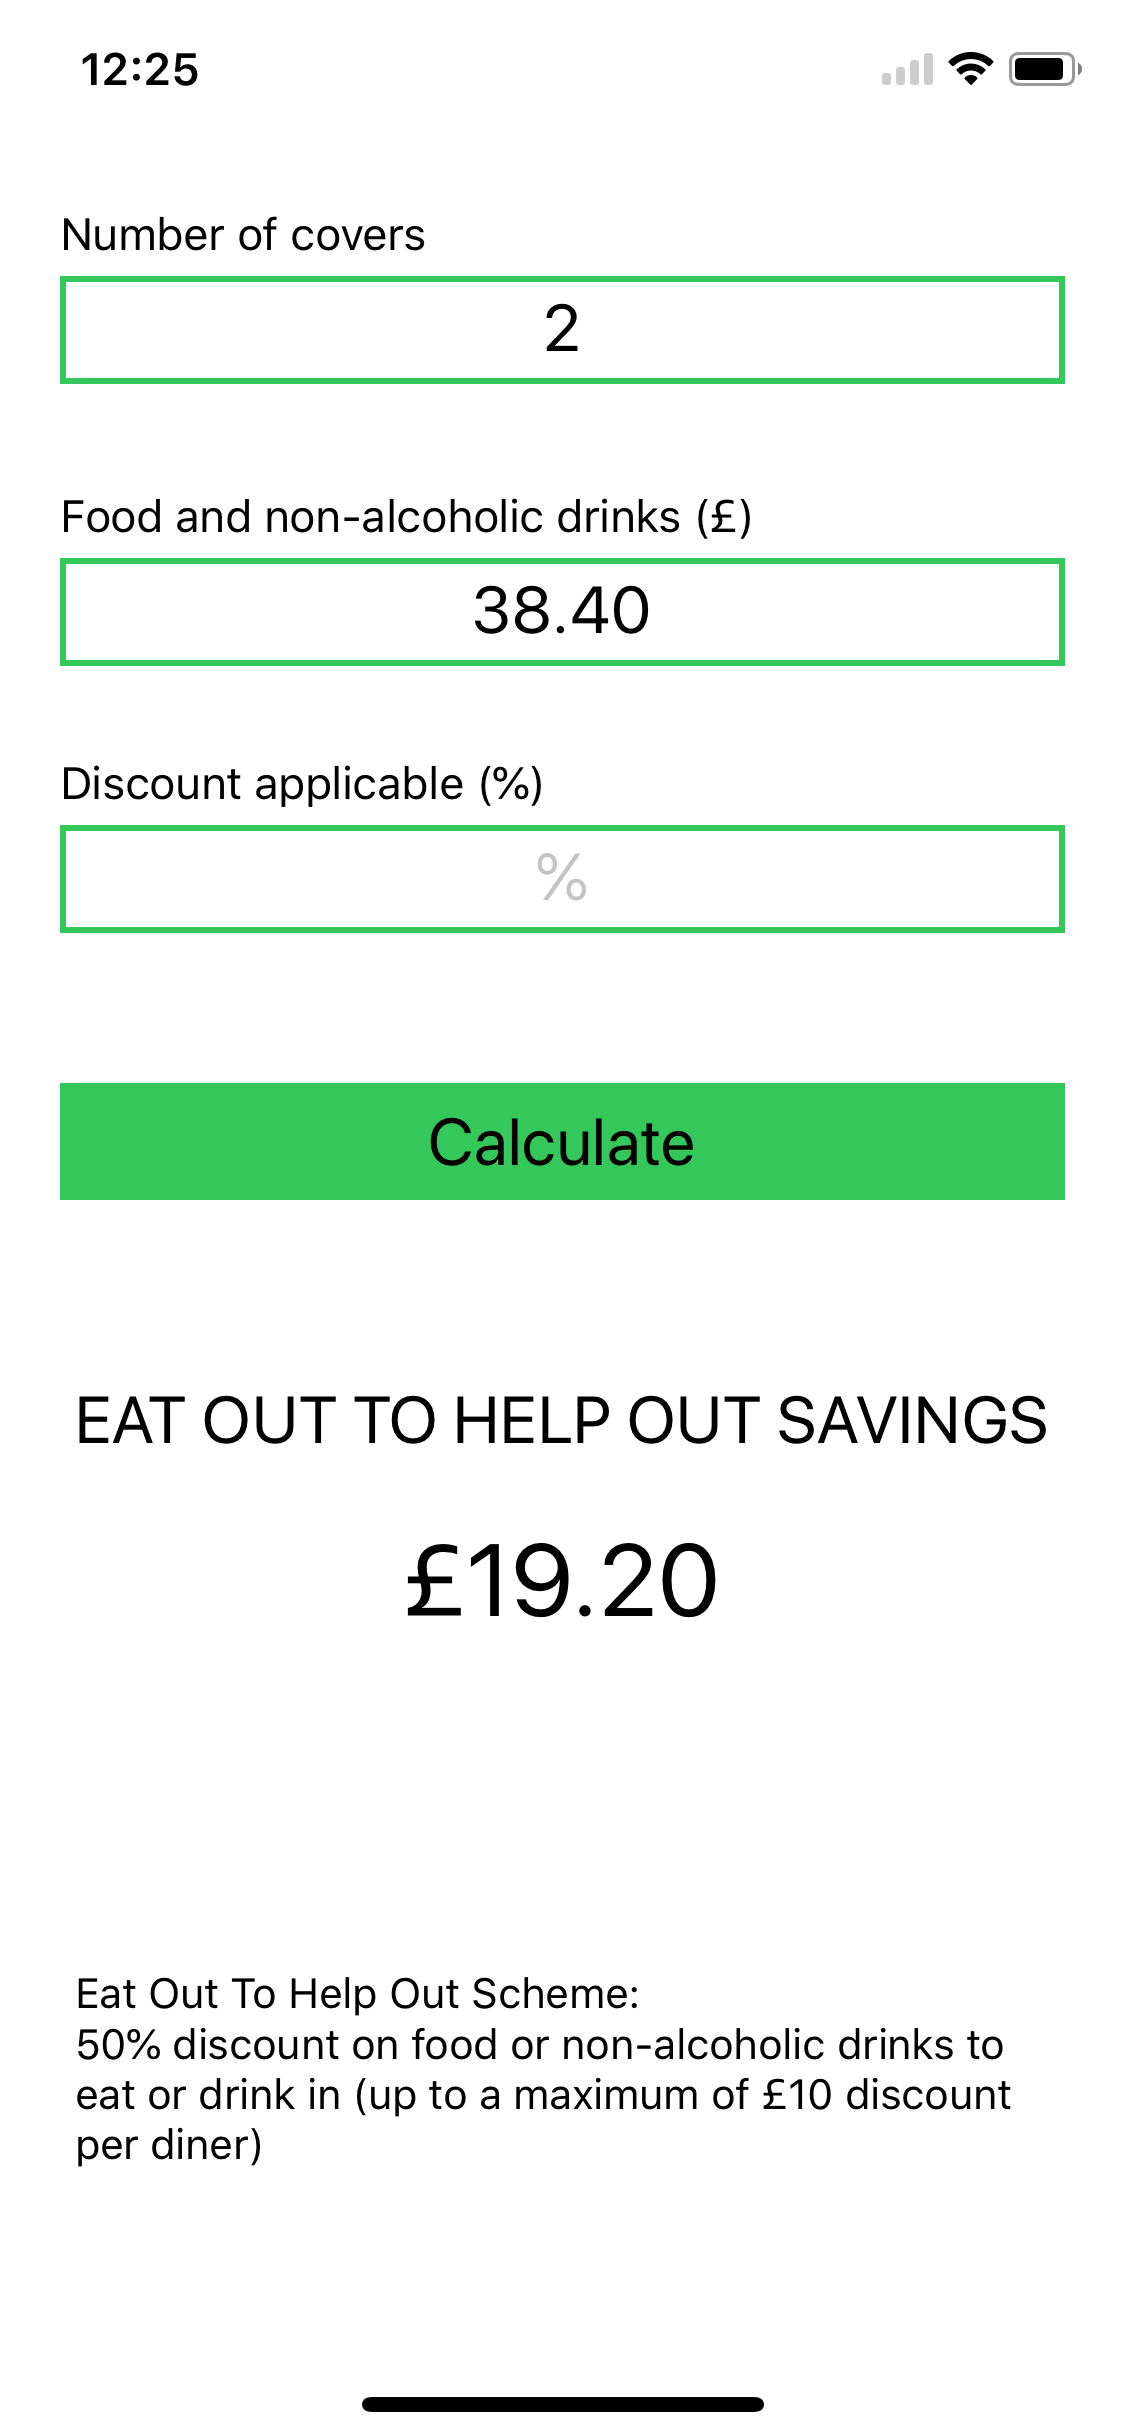 12:25
Number of covers
2
Food and non-alcoholic drinks (£)
38.40
Discount applicable (%)
%
Calculate
EAT OUT TO HELP OUT SAVINGS
£19.20
Eat Out To Help Out Scheme:
50% discount on food or non-alcoholic drinks to
eat or drink in (up to a maximum of £10 discount
per diner)